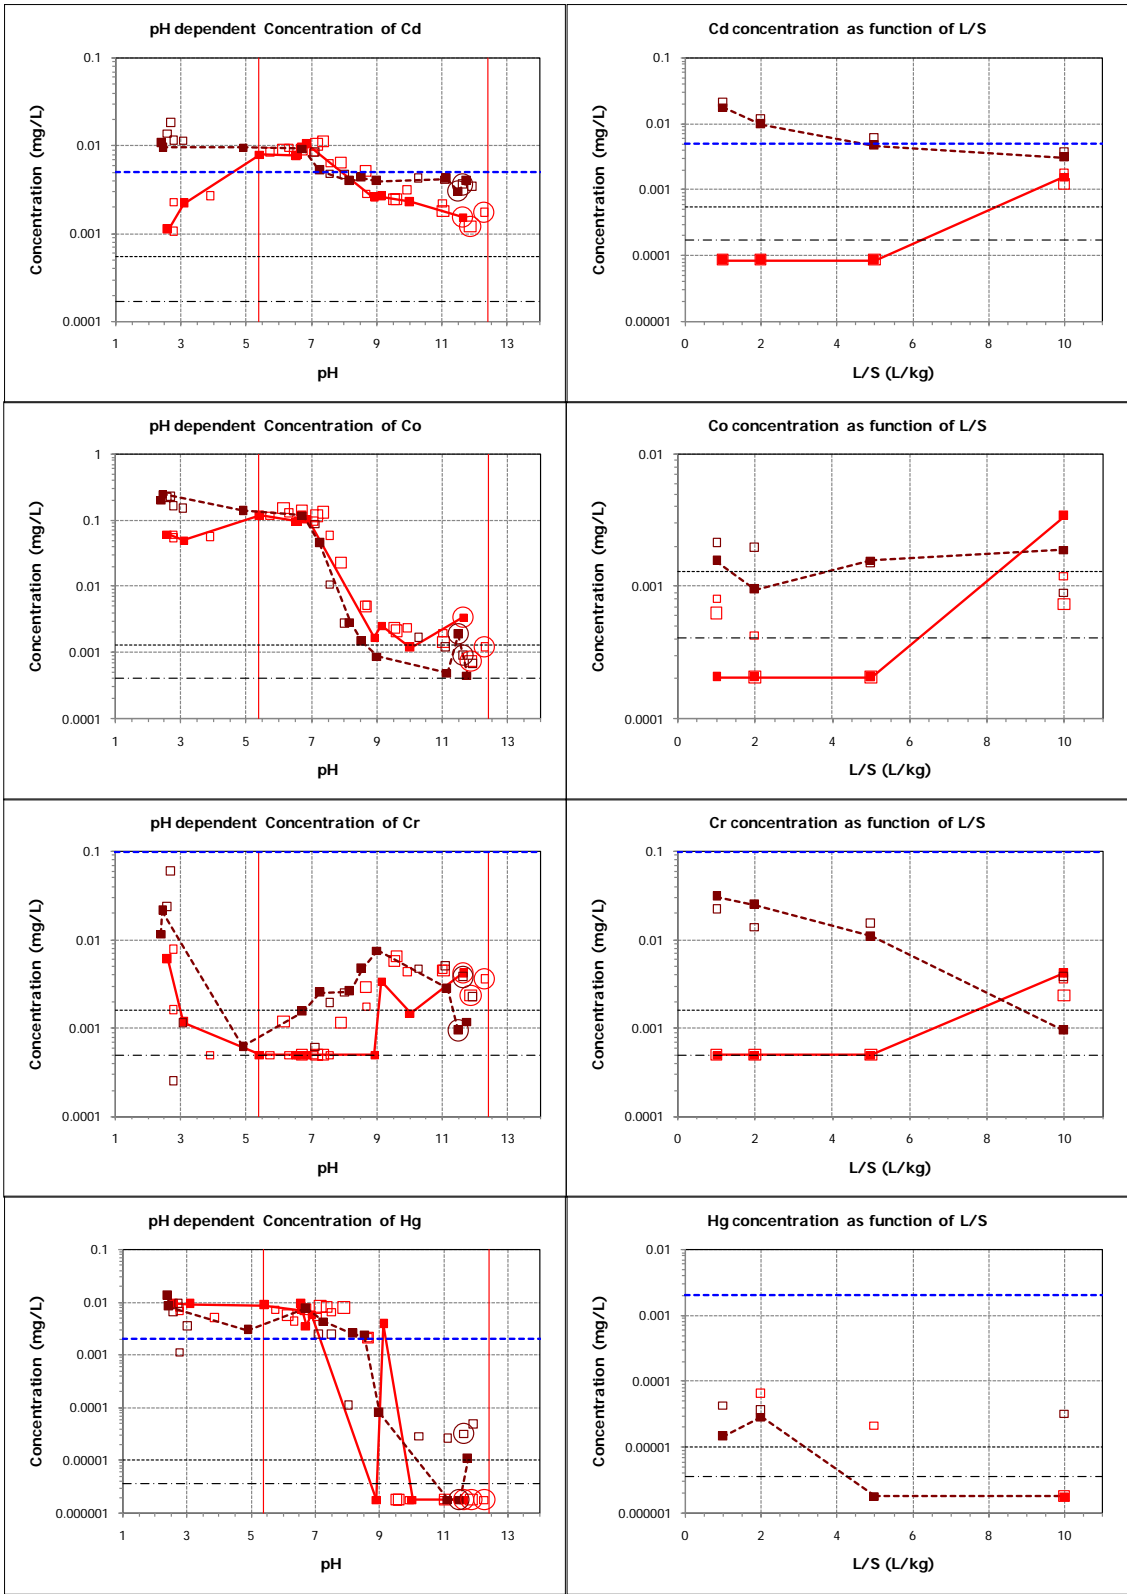 pH dependent Concentration of Cd
Concentration (mg/L)
0.1
0.01
0.001
0.0001
1 3 5 7 9 11 13
pH
Cd concentration as function of L/S
Concentration (mg/L)
0.1
0.01
0.001
0.0001
0.00001
0 2 4 6 8 10
L/S (L/kg)
pH dependent Concentration of Co
Concentration (mg/L)
1
0.1
0.01
0.001
0.0001
1 3 5 7 9 11 13
pH
Co concentration as function of L/S
Concentration (mg/L)
0.01
0.001
0.0001
0 2 4 6 8 10
L/S (L/kg)
pH dependent Concentration of Cr
Concentration (mg/L)
0.1
0.01
0.001
0.0001
1 3 5 7 9 11 13
pH
Cr concentration as function of L/S
Concentration (mg/L)
0.1
0.01
0.001
0.0001
0 2 4 6 8 10
L/S (L/kg)
pH dependent Concentration of Hg
Concentration (mg/L)
0.1
0.01
0.001
0.0001
0.00001
0.000001
1 3 5 7 9 11 13
pH
Hg concentration as function of L/S
Concentration (mg/L)
0.01
0.001
0.0001
0.00001
0.000001
0 2 4 6 8 10
L/S (L/kg)